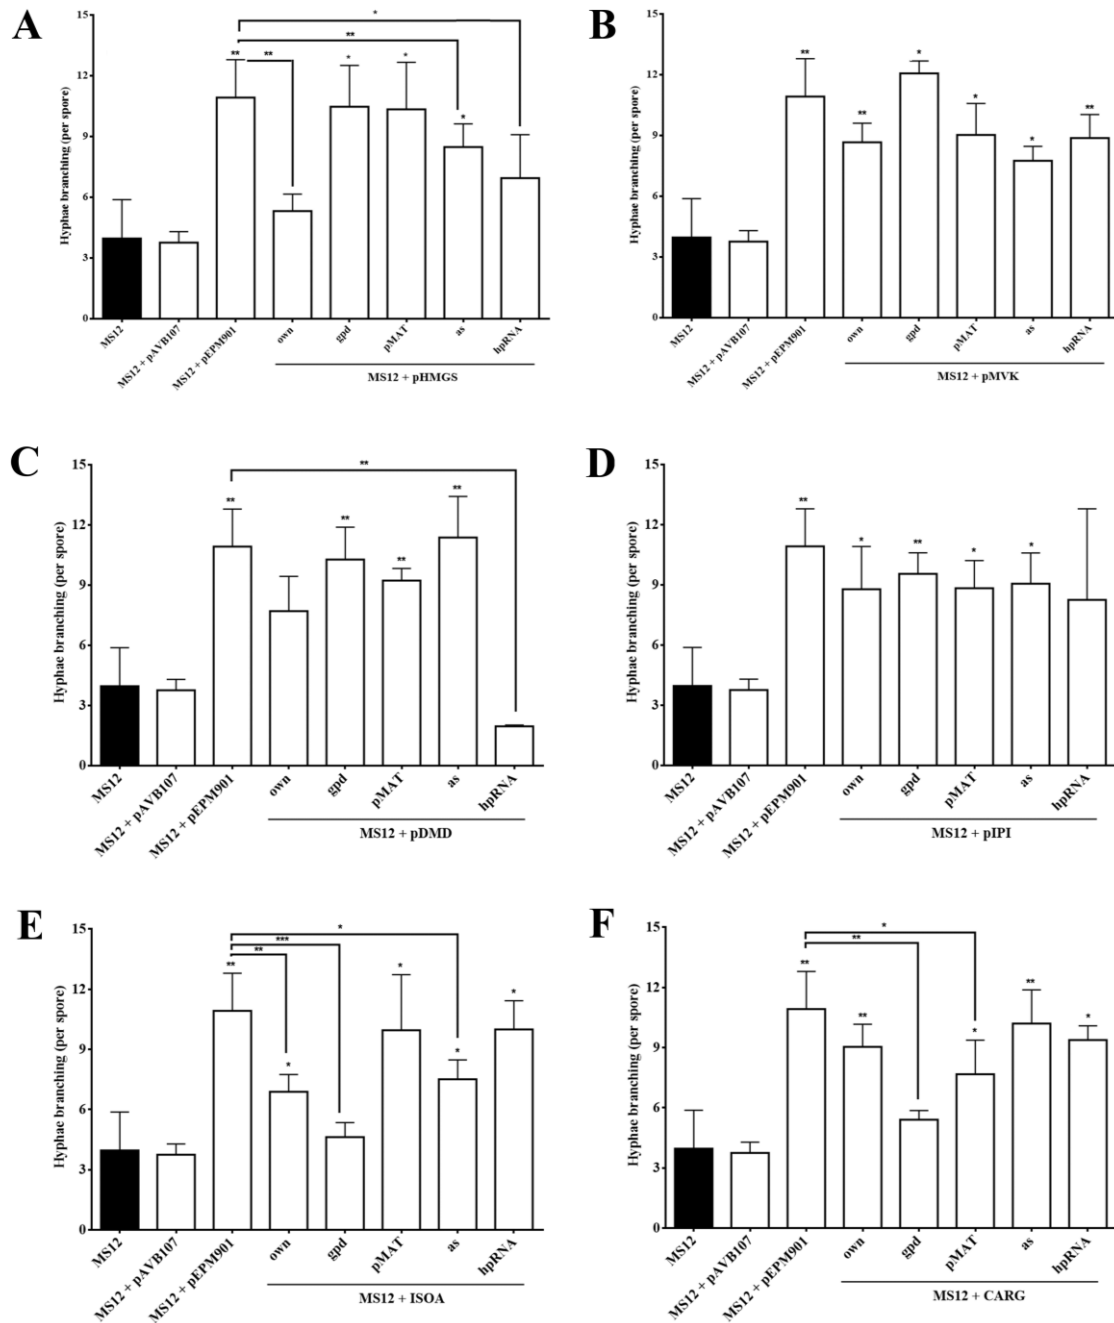 A
Hyphae branching (per spore)
15
12
9
6
3
0
** ** * * * ** *
MS12
MS12 + pAVB107
MS12 + pEPM901
own
gpd
pMAT
as
hpRNA
MS12 + pHMGS
B
Hyphae branching (per spore)
15
12
9
6
3
0
** ** * * * **
MS12
MS12 + pAVB107
MS12 + pEPM901
own
gpd
pMAT
as
hpRNA
MS12 + pMVK
C
Hyphae branching (per spore)
15
12
9
6
3
0
** ** ** ** **
MS12
MS12 + pAVB107
MS12 + pEPM901
own
gpd
pMAT
as
hpRNA
MS12 + pDMD
D
Hyphae branching (per spore)
15
12
9
6
3
0
** * ** * *
MS12
MS12 + pAVB107
MS12 + pEPM901
own
gpd
pMAT
as
hpRNA
MS12 + pIPI
E
Hyphae branching (per spore)
15
12
9
6
3
0
* *** ** ** * * * *
MS12
MS12 + pAVB107
MS12 + pEPM901
own
gpd
pMAT
as
hpRNA
MS12 + ISOA
F
Hyphae branching (per spore)
15
12
9
6
3
0
* ** ** ** * ** *
MS12
MS12 + pAVB107
MS12 + pEPM901
own
gpd
pMAT
as
hpRNA
MS12 + CARG